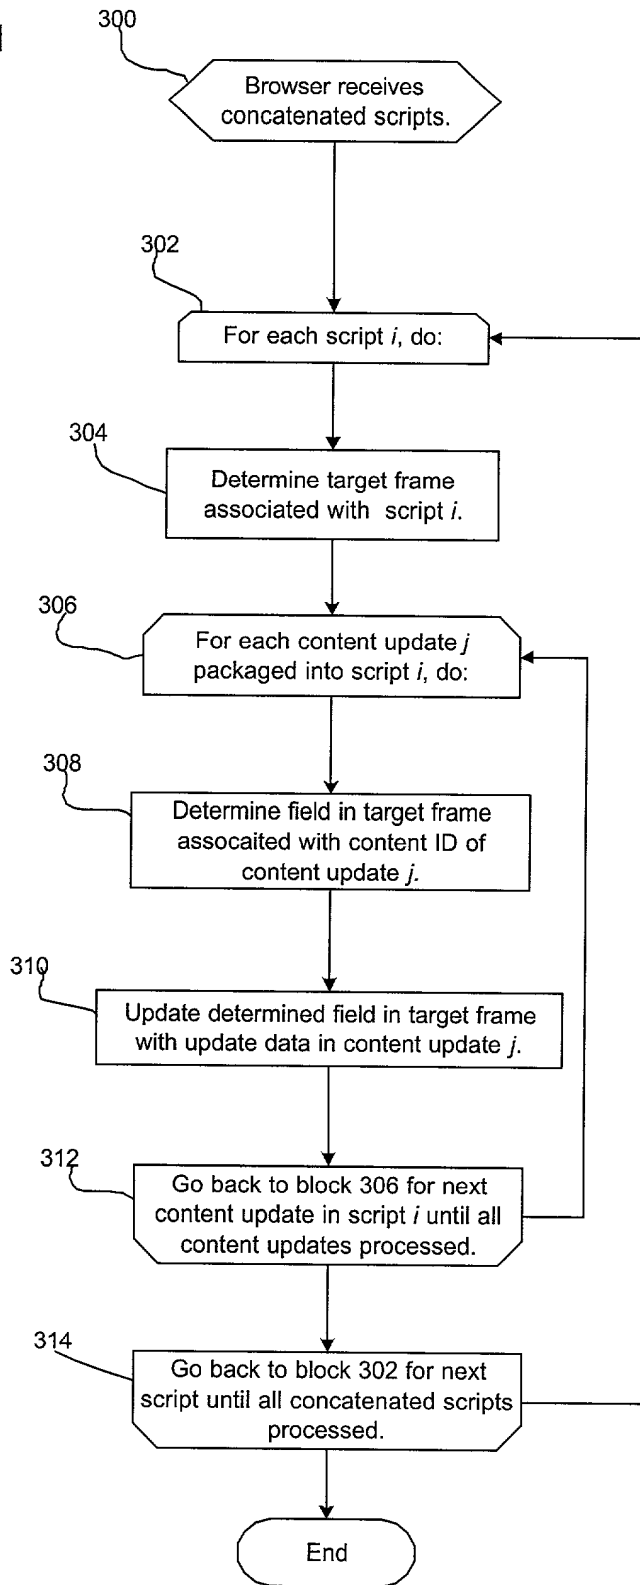 300
Browser receives
concatenated scripts.
302
For each script i, do:
304
Determine target frame
associated with script i.
306
For each content update j
packaged into script i, do:
308
Determine field in target frame
assocaited with content ID of
content update j.
310
Update determined field in target frame
with update data in content update j.
312
Go back to block 306 for next
content update in script i until all
content updates processed.
314
Go back to block 302 for next
script until all concatenated scripts
processed.
End